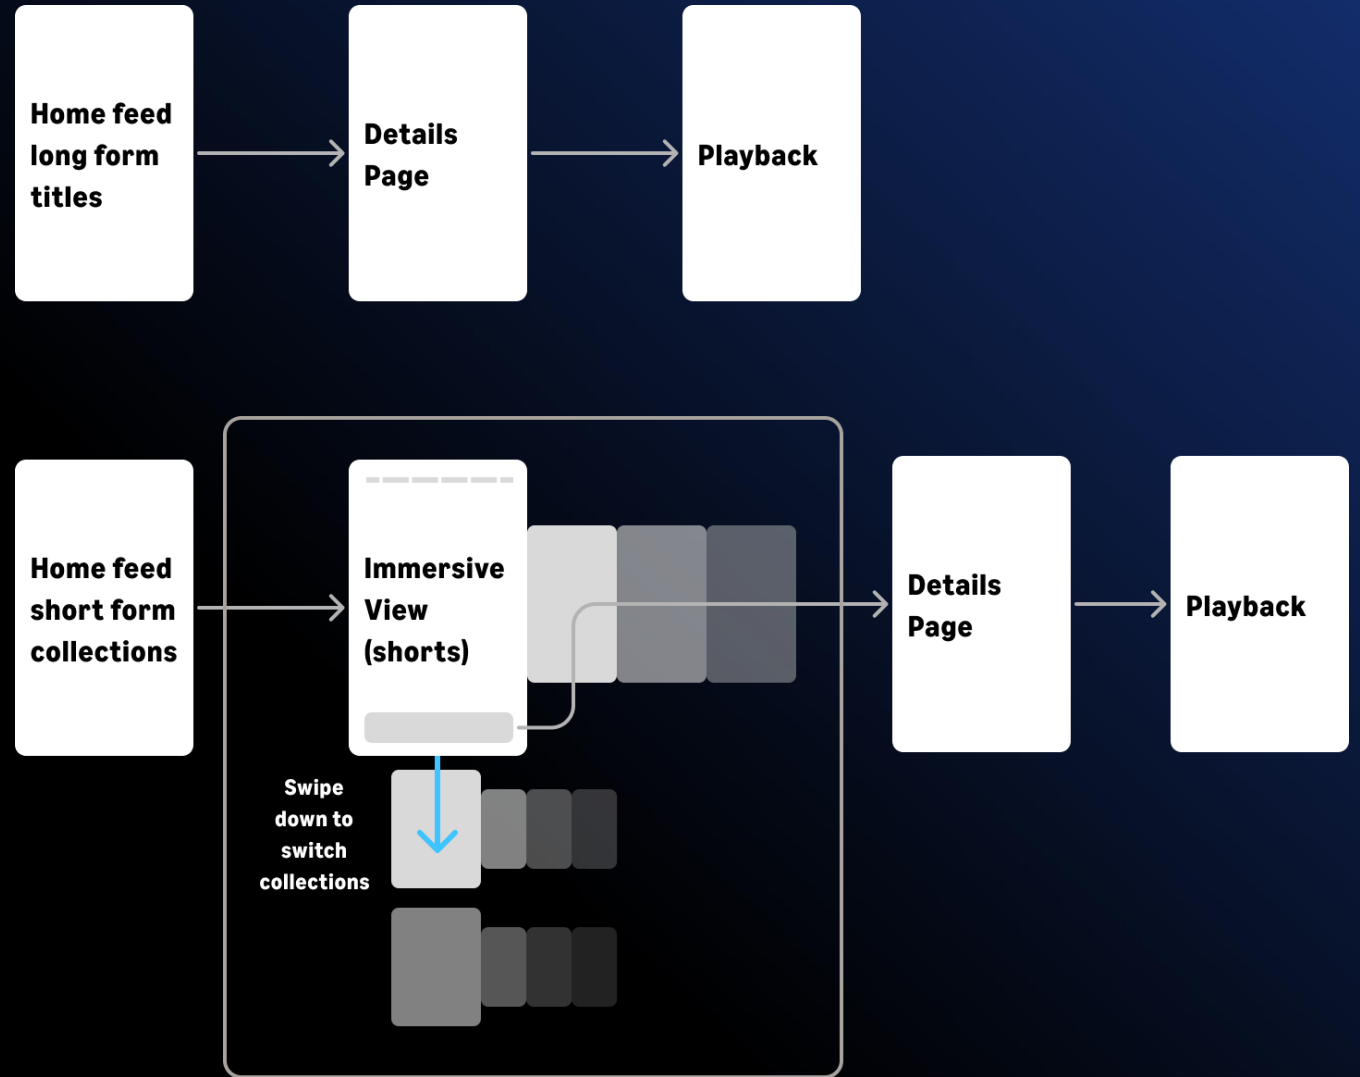 Home feed
long form
titles
Details
Page
Playback
Home feed
short form
collections
Immersive
View
(shorts)
Details
Page
Playback
Swipe
down to
switch
collections